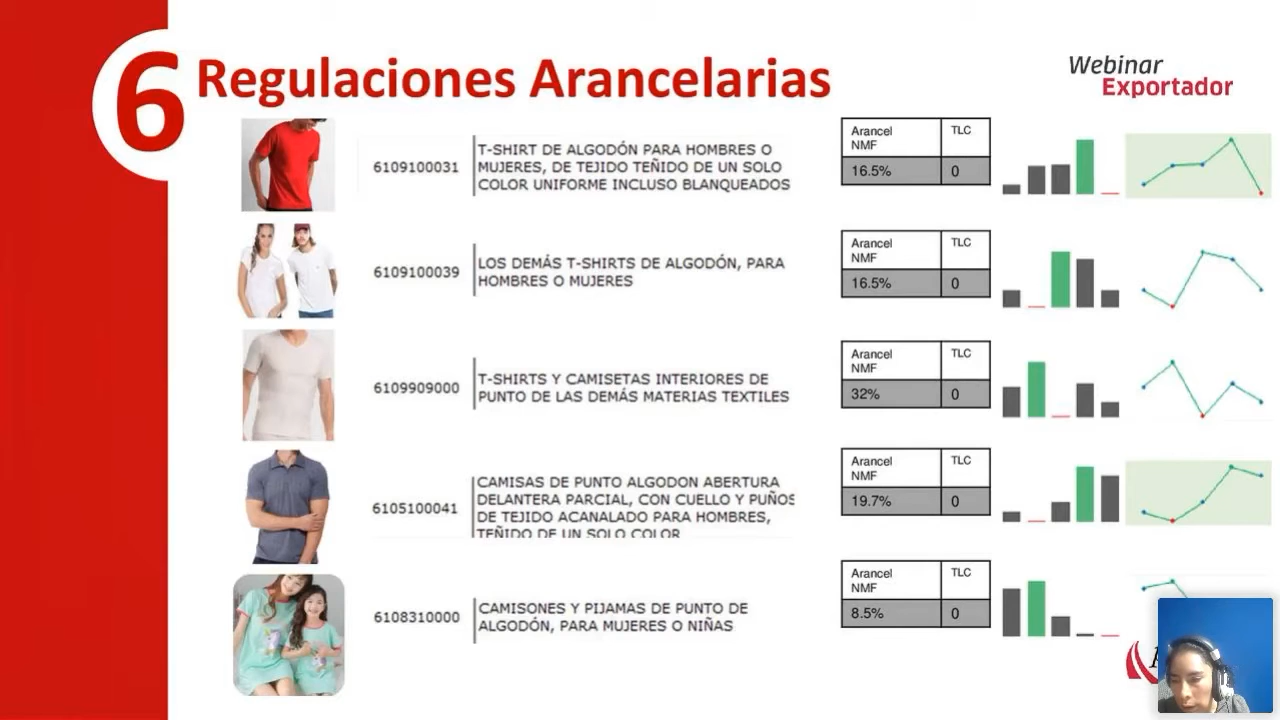 6 Regulaciones Arancelarias
Webinar
Exportador
6109100031
T-SHIRT DE ALGODÓN PARA HOMBRES O
MUJERES, DE TEJIDO TEÑIDO DE UN SOLO
COLOR UNIFORME INCLUSO BLANQUEADOS
Arancel
NMF
TLC
16.5%
0
6109100039
LOS DEMÁS T-SHIRTS DE ALGODÓN, PARA
HOMBRES O MUJERES
Arancel
NMF
TLC
16.5%
0
6109909000
T-SHIRTS Y CAMISETAS INTERIORES DE
PUNTO DE LAS DEMÁS MATERIAS TEXTILES
Arancel
NMF
TLC
32%
0
6105100041
CAMISAS DE PUNTO ALGODON ABERTURA
DELANTERA PARCIAL, CON CUELLO Y PUÑOS
DE TEJIDO ACANALADO PARA HOMBRES,
TEÑIDO DE UN SOLO COLOR
Arancel
NMF
TLC
19.7%
0
6108310000
CAMISONES Y PIJAMAS DE PUNTO DE
ALGODÓN, PARA MUJERES O NIÑAS
Arancel
NMF
TLC
8.5%
0